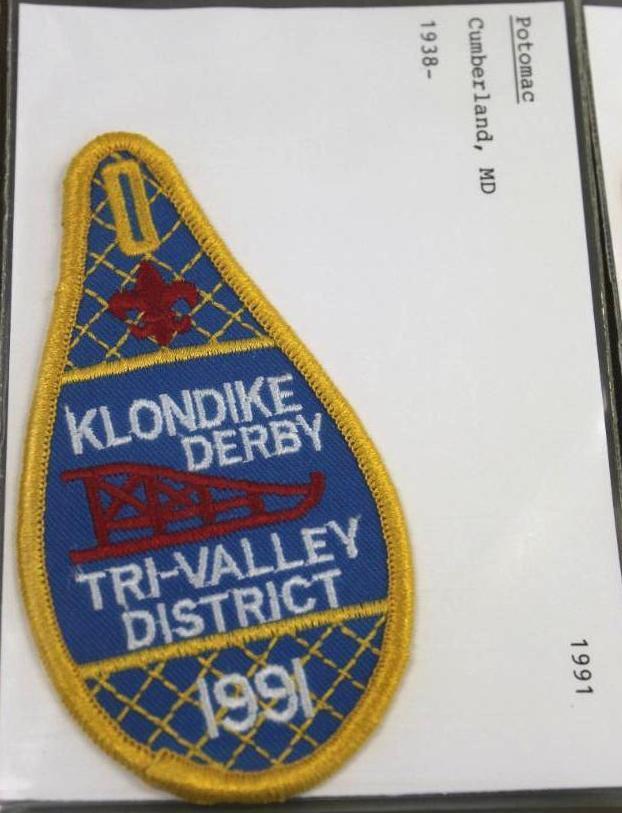 Potomac
Cumberland, MD
1938-
1991
KLONDIKE
DERBY
TRI-VALLEY
DISTRICT
1991